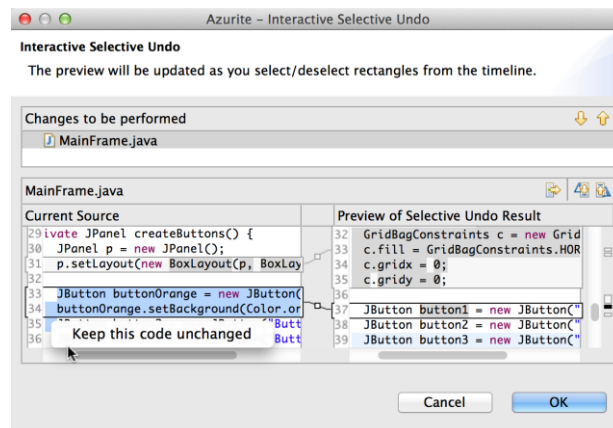 Azurite – Interactive Selective Undo
Interactive Selective Undo
The preview will be updated as you select/deselect rectangles from the timeline.
Changes to be performed
MainFrame.java
MainFrame.java
Current Source
29 ivate JPanel createButtons() {
30 JPanel p = new JPanel();
31 p.setLayout(new BoxLayout(p, BoxLay
32
33 JButton buttonOrange = new JButton(
34 buttonOrange.setBackground(Color.or
35 "Butt
36 Butt
Keep this code unchanged
Preview of Selective Undo Result
32 GridBagConstraints c = new Grid
33 c.fill = GridBagConstraints.HOR
34 c.gridx = 0;
35 c.gridy = 0;
36
37 JButton button1 = new JButton("
38 JButton button2 = new JButton("
39 JButton button3 = new JButton("
Cancel
OK